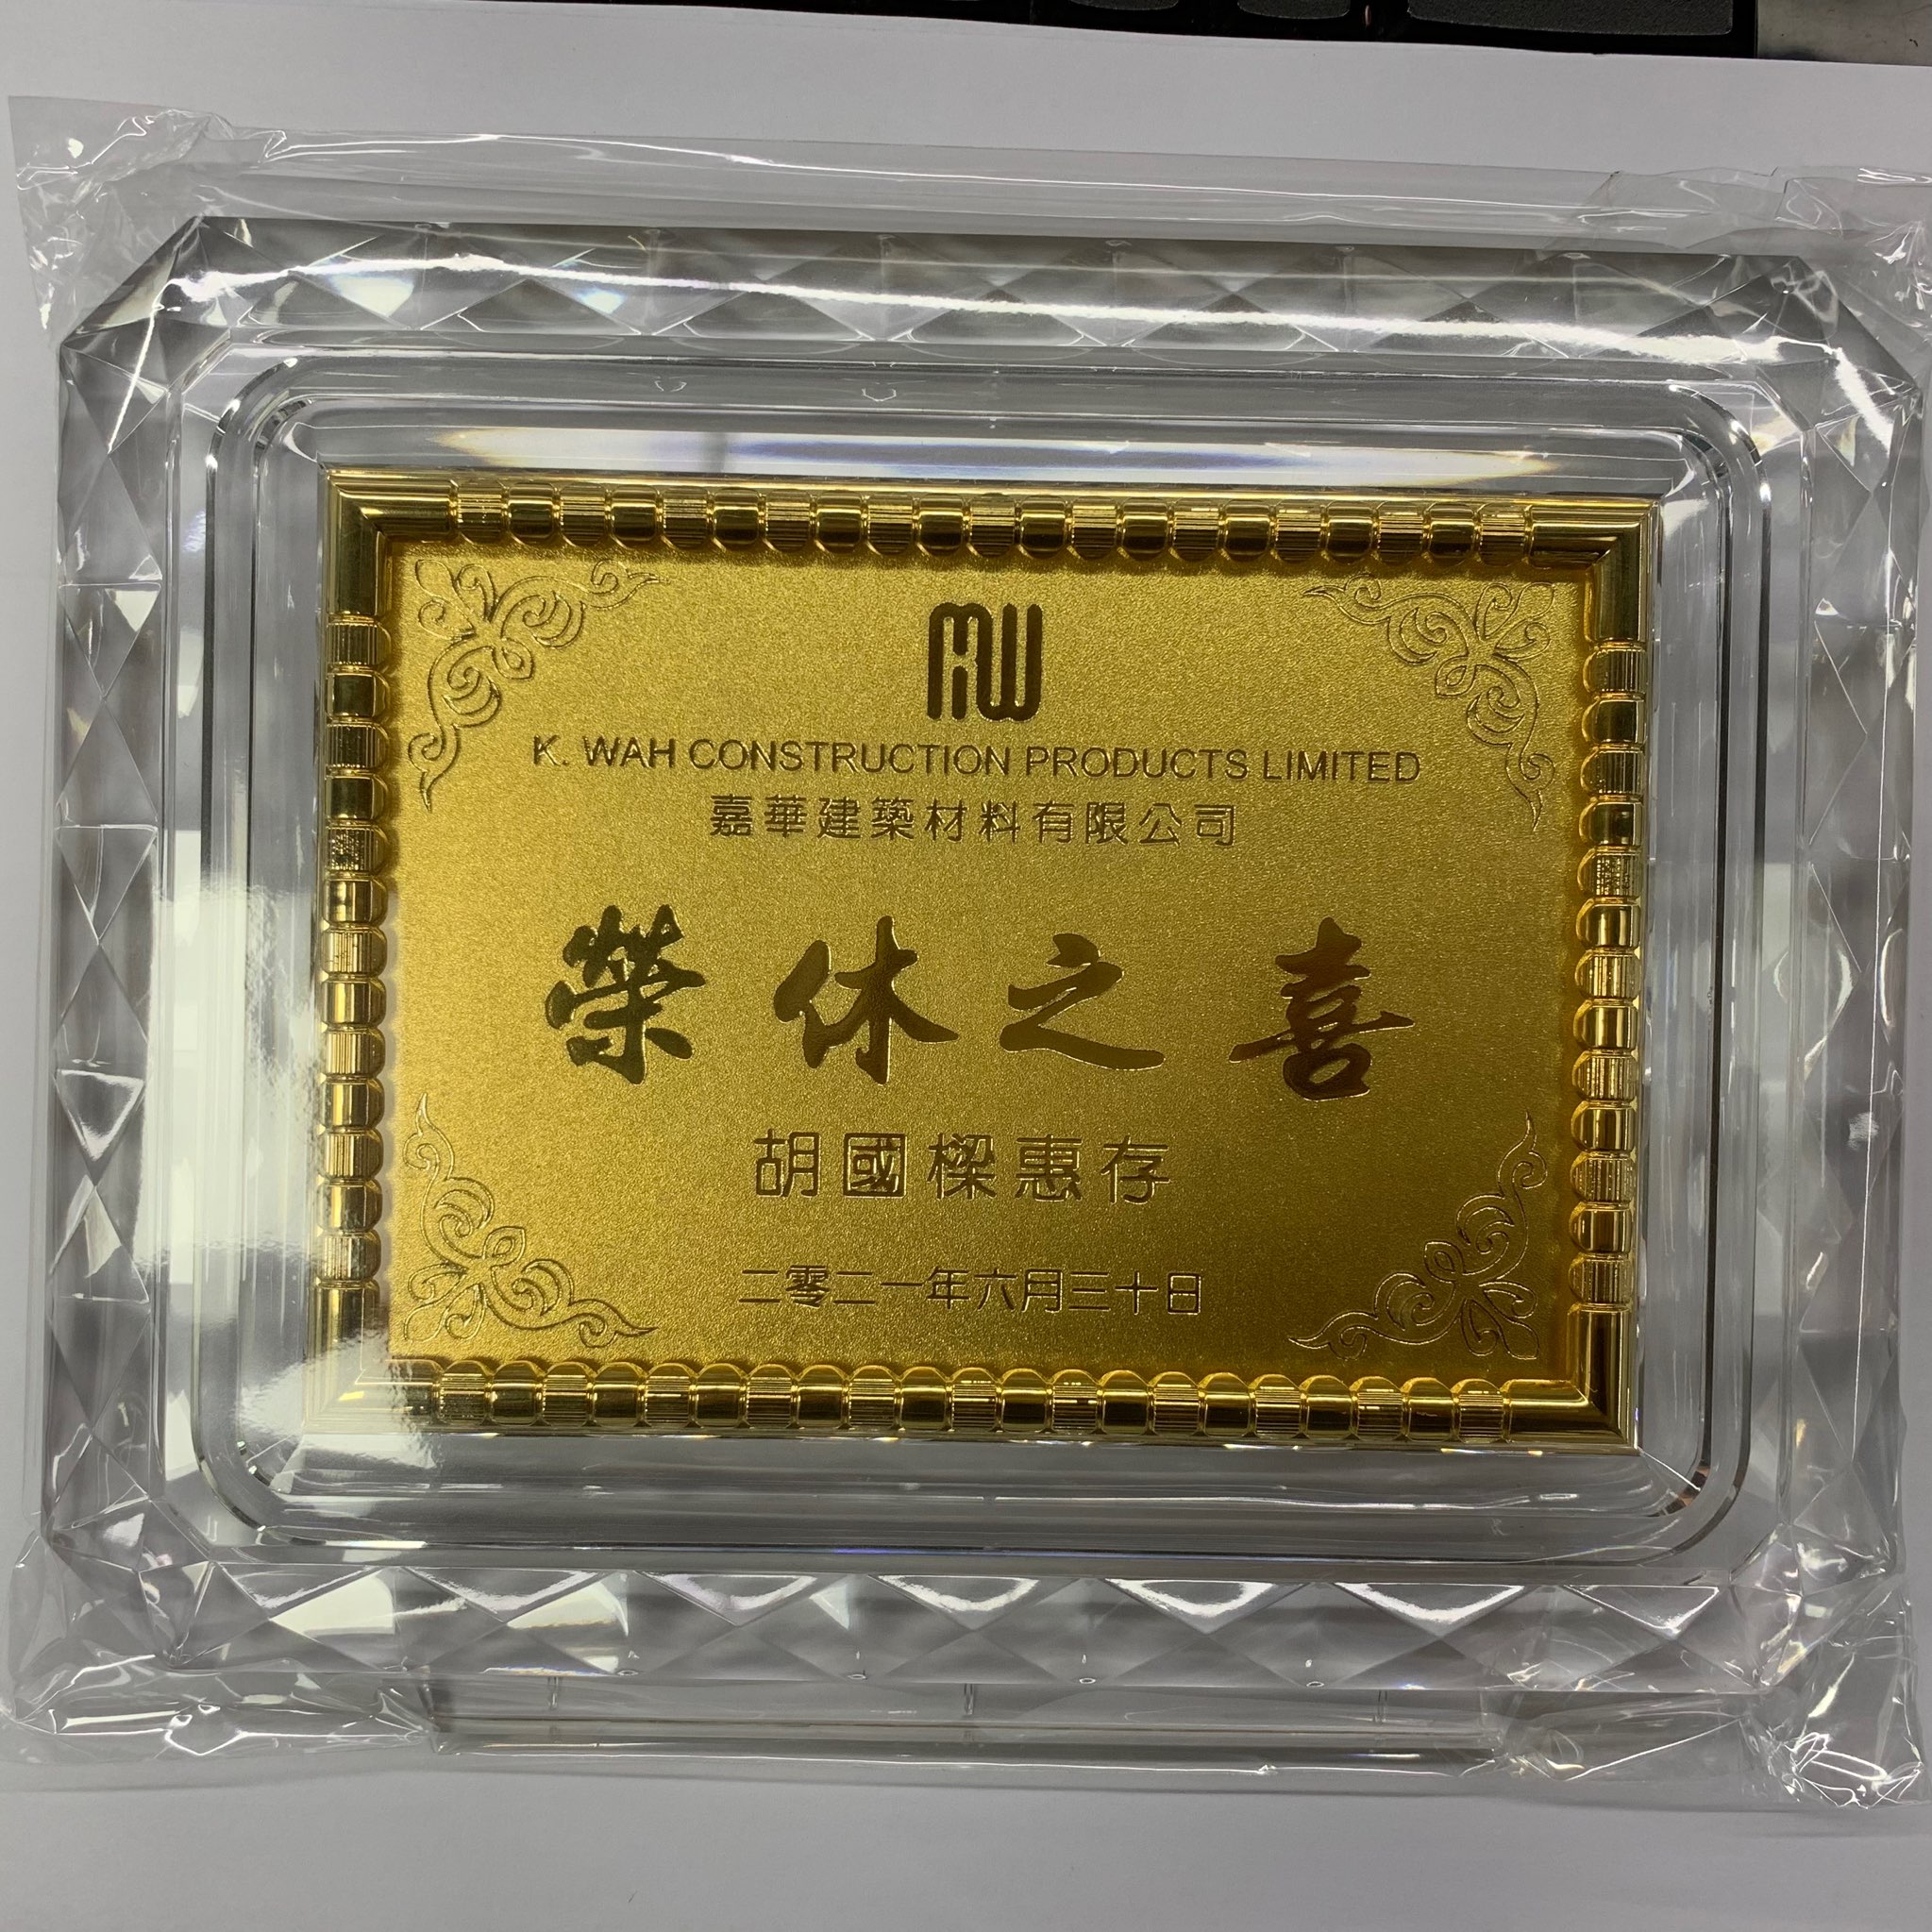 K. WAH CONSTRUCTION PRODUCTS LIMITED
嘉華建築材料有限公司
榮休之喜
胡國樑惠存
二零二一年六月三十日